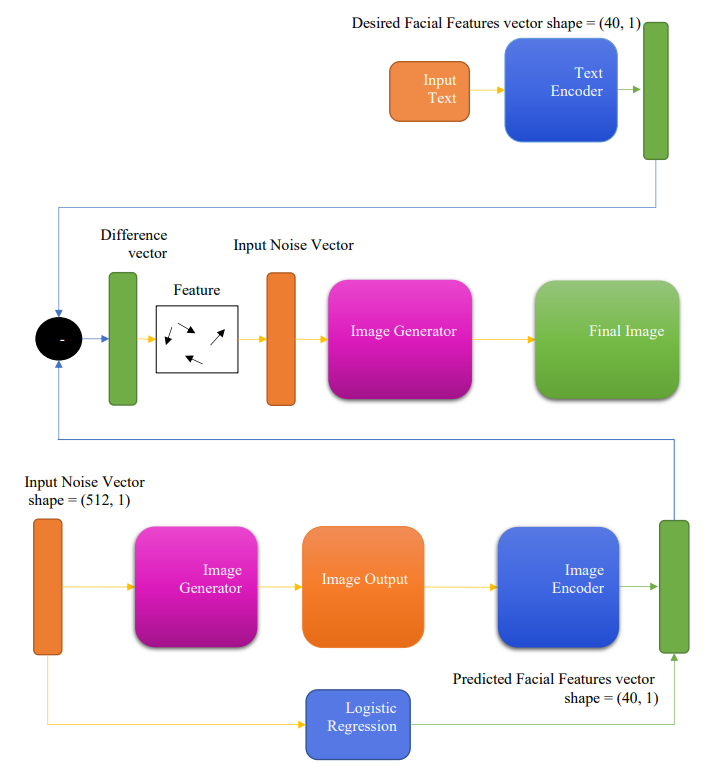 Desired Facial Features vector shape = (40, 1)
Input
Text
Text
Encoder
Difference
vector
Input Noise Vector
Feature
-
Image Generator
Final Image
Input Noise Vector
shape = (512, 1)
Image
Generator
Image Output
Image
Encoder
Predicted Facial Features vector
shape = (40, 1)
Logistic
Regression